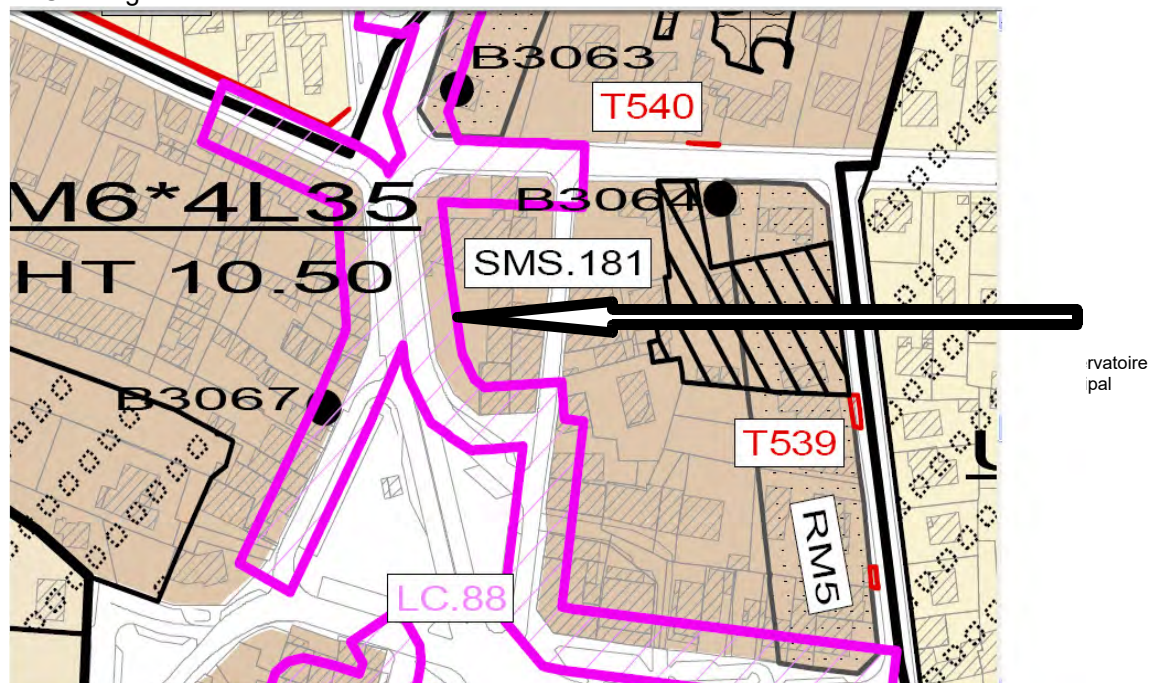 B3063
T540
M6*4L35
B3064
SMS.181
HT 10.50
rvatoire
pal
B3067
T539
RM5
LC.88